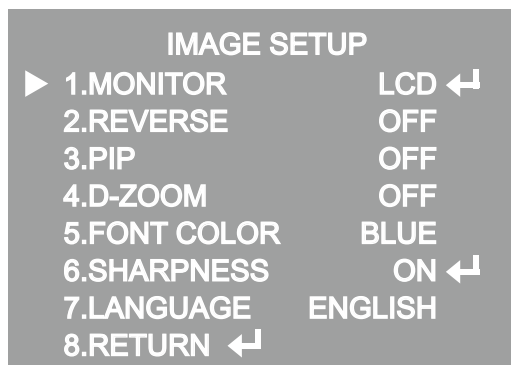 IMAGE SETUP
1.MONITOR LCD
2.REVERSE OFF
3.PIP OFF
4.D-ZOOM OFF
5.FONT COLOR BLUE
6.SHARPNESS ON
7.LANGUAGE ENGLISH
8.RETURN